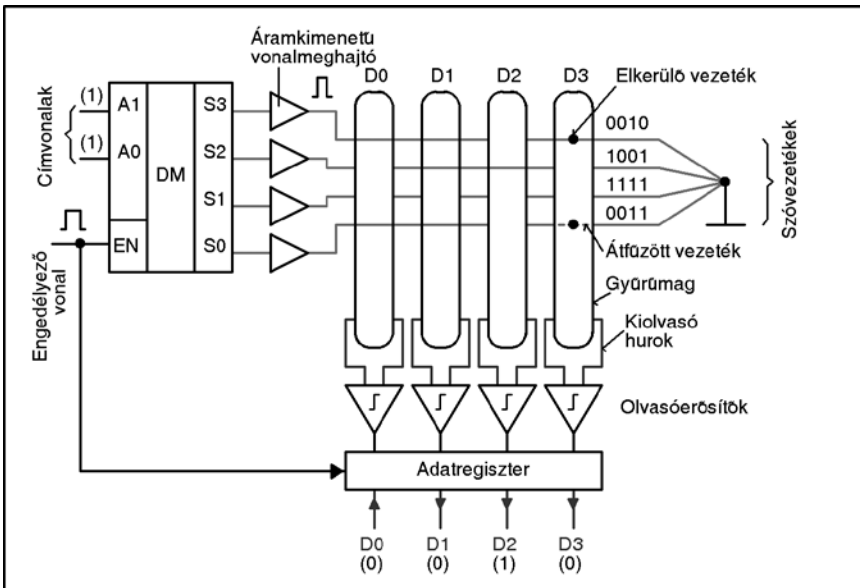 Áramkimenetű
vonalmeghajtó
D0 D1 D2 D3
Elkerülő vezeték
Címvonalak
(1)
(1)
A1
A0
DM
EN
S3
S2
S1
S0
0010
1001
1111
0011
Szóvezetékek
Átfűzött vezeték
Engedélyező
vonal
Gyűrűmag
Kiolvasó
hurok
Olvasóerősítők
Adatregiszter
D0 D1 D2 D3
(0) (0) (1) (0)